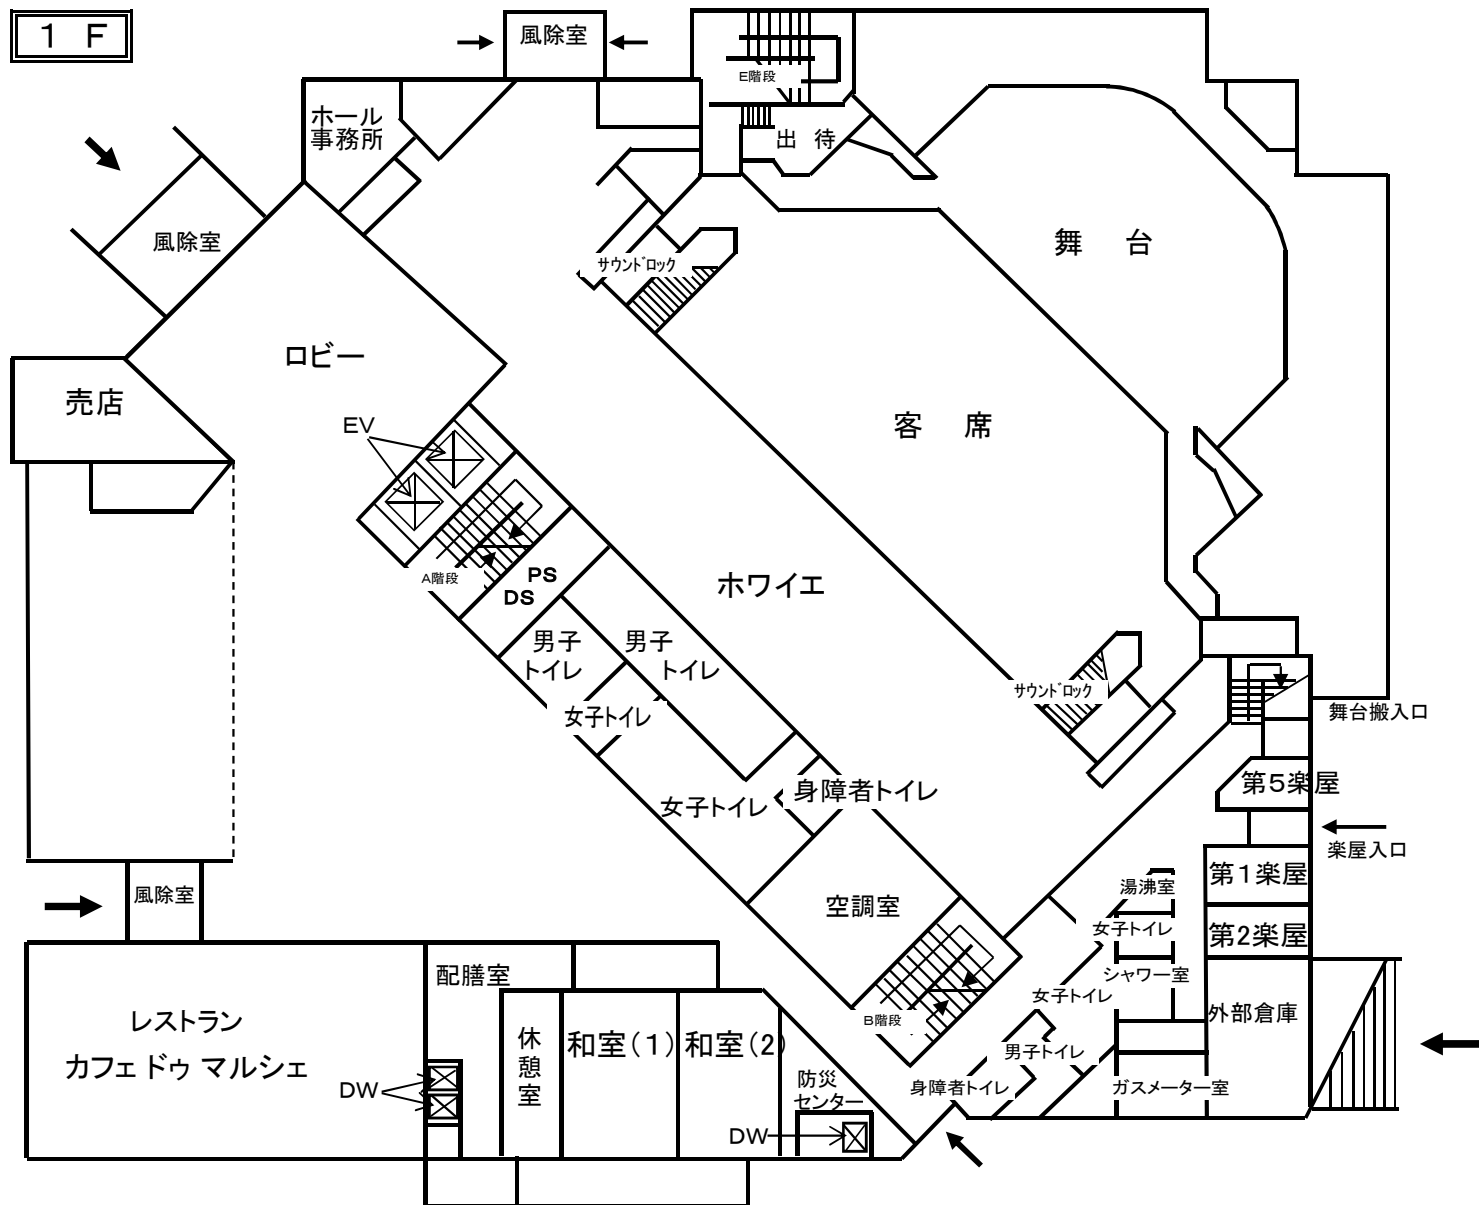 １ F
風除室
E階段
ホール
事務所
出 待
風除室
舞 台
サウンドロック
ロビー
売店
EV
客 席
A階段
PS
DS
ホワイエ
男子
トイレ
男子
トイレ
女子トイレ
サウンドロック
舞台搬入口
第5楽屋
身障者トイレ
女子トイレ
楽屋入口
第1楽屋
湯沸室
風除室
空調室
女子トイレ
第2楽屋
配膳室
シャワー室
女子トイレ
外部倉庫
B階段
レストラン
カフェドゥ マルシェ
休
憩
室
和室(1)
和室(2)
男子トイレ
防災
センター
身障者トイレ
ガスメーター室
DW
DW